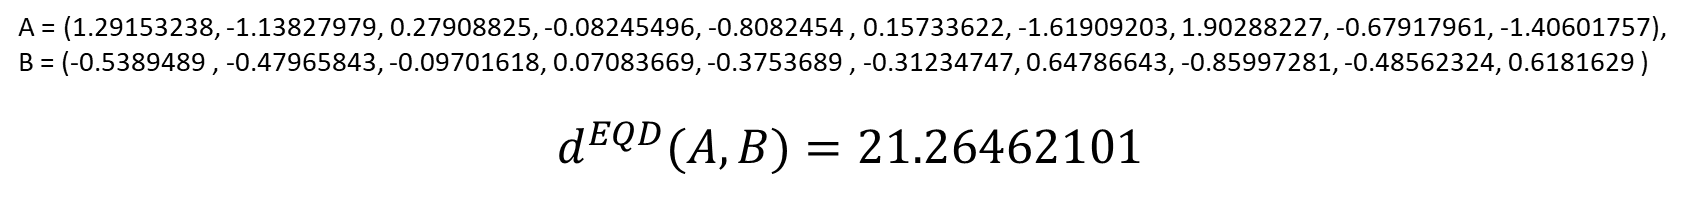 A = (1.29153238, -1.13827979, 0.27908825, -0.08245496, -0.8082454 , 0.15733622, -1.61909203, 1.90288227, -0.67917961, -1.40601757),
B = (-0.5389489 , -0.47965843, -0.09701618, 0.07083669, -0.3753689 , -0.31234747, 0.64786643, -0.85997281, -0.48562324, 0.6181629 )
d^{EQD}(A, B) = 21.26462101